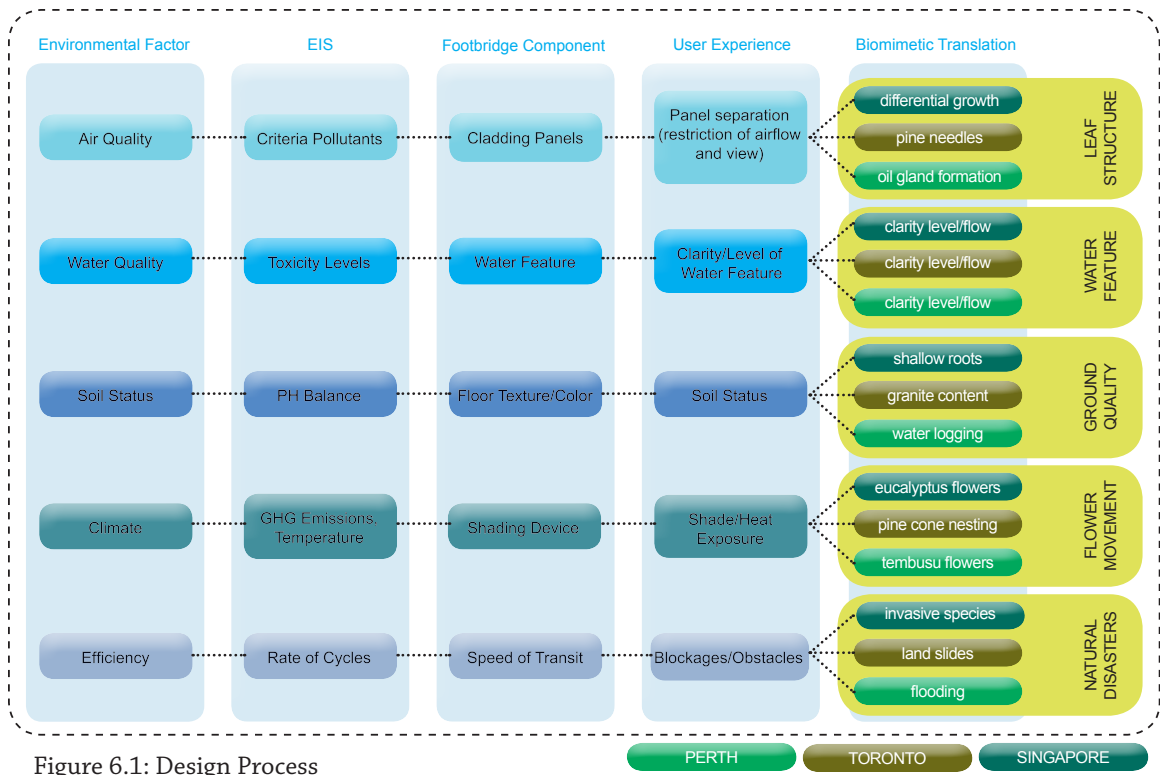 Environmental Factor
EIS
Footbridge Component
User Experience
Biomimetic Translation
Air Quality
Criteria Pollutants
Cladding Panels
Panel separation
(restriction of airflow
and view)
differential growth
pine needles
oil gland formation
LEAF
STRUCTURE
Water Quality
Toxicity Levels
Water Feature
Clarity/Level of
Water Feature
clarity level/flow
clarity level/flow
clarity level/flow
WATER
FEATURE
Soil Status
PH Balance
Floor Texture/Color
Soil Status
shallow roots
granite content
water logging
GROUND
QUALITY
Climate
GHG Emissions,
Temperature
Shading Device
Shade/Heat
Exposure
eucalyptus flowers
pine cone nesting
tembusu flowers
FLOWER
MOVEMENT
Efficiency
Rate of Cycles
Speed of Transit
Blockages/Obstacles
invasive species
land slides
flooding
NATURAL
DISASTERS
PERTH
TORONTO
SINGAPORE
Figure 6.1: Design Process